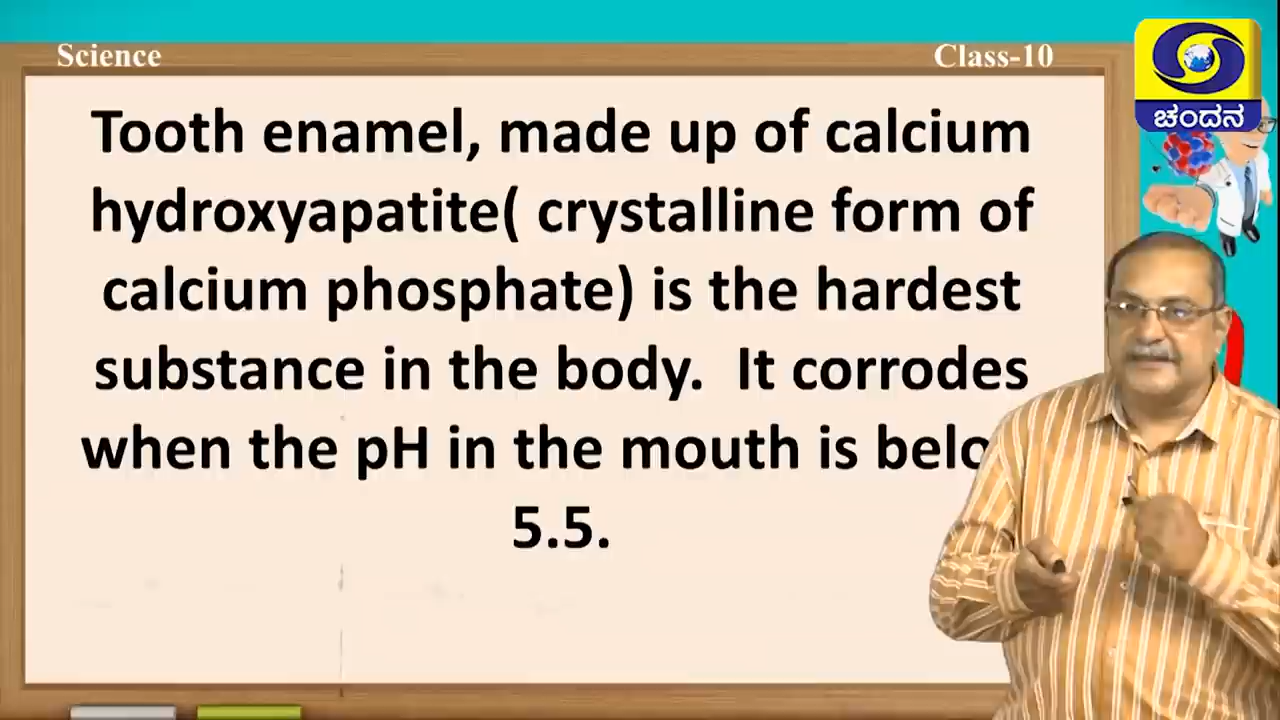 Science
Class-10
ಚಂದನ
Tooth enamel, made up of calcium
hydroxyapatite( crystalline form of
calcium phosphate) is the hardest
substance in the body. It corrodes
when the pH in the mouth is belo
5.5.